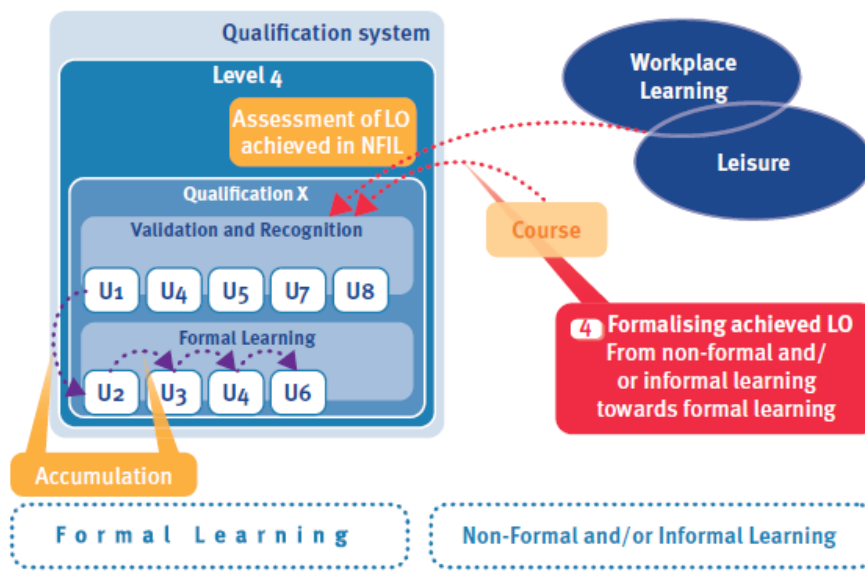 Qualification system
Level 4
Assessment of LO
achieved in NFIL
Workplace
Learning
Leisure
Qualification X
Validation and Recognition
Course
U1 U4 U5 U7 U8
Formal Learning
U2 U3 U4 U6
4 Formalising achieved LO
From non-formal and/
or informal learning
towards formal learning
Accumulation
Formal Learning
Non-Formal and/or Informal Learning